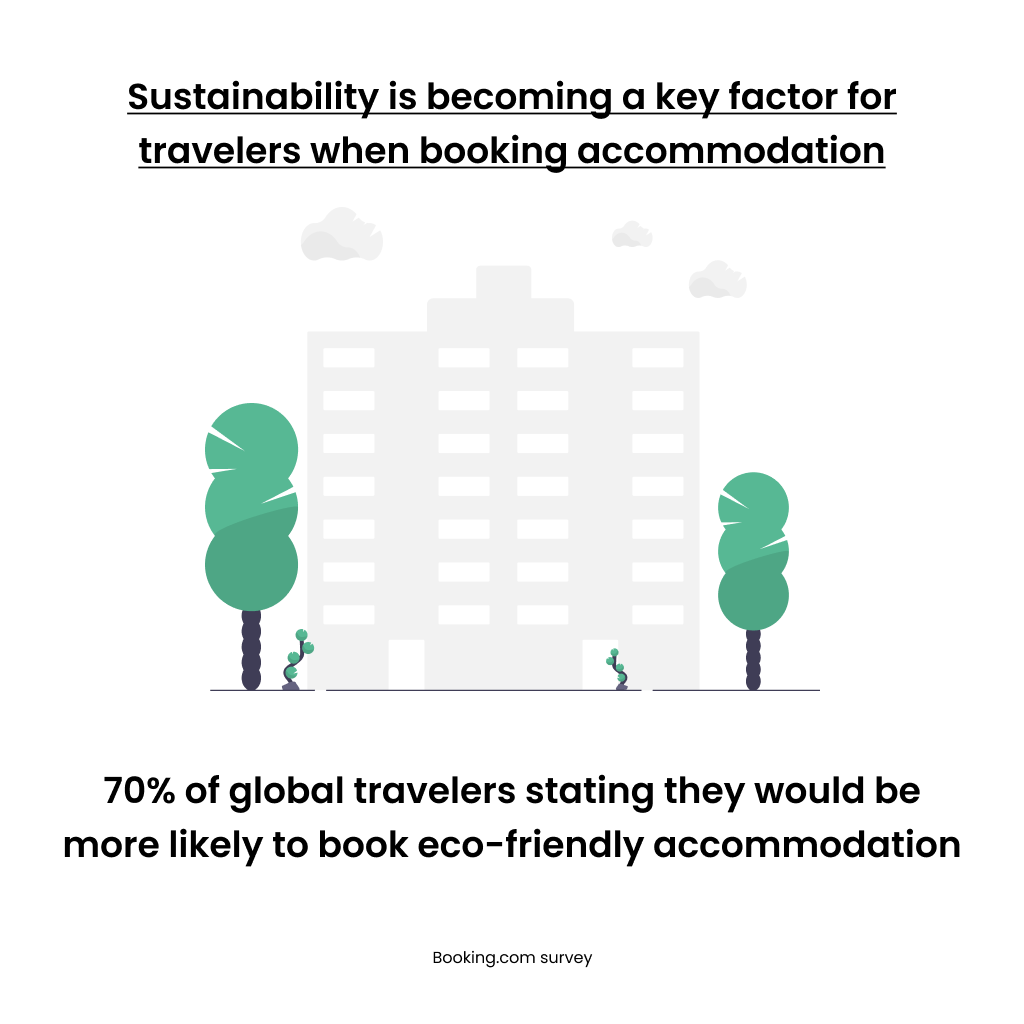 Sustainability is becoming a key factor for
travelers when booking accommodation
70% of global travelers stating they would be
more likely to book eco-friendly accommodation
Booking.com survey